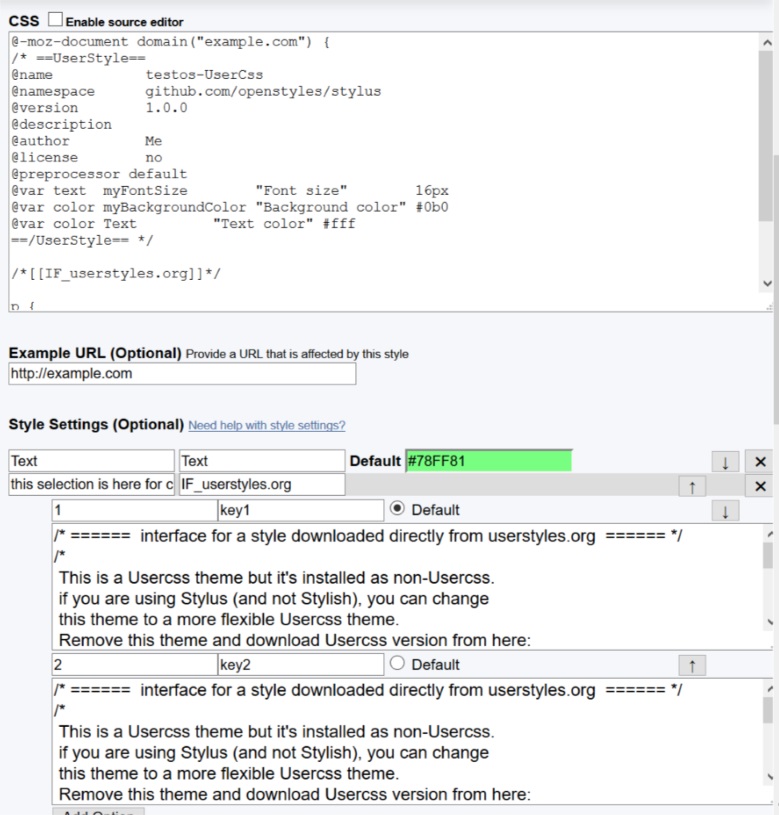 CSS Enable source editor
@-moz-document domain("example.com") {
/* ==UserStyle==
@name           testos-UserCss
@namespace      github.com/openstyles/stylus
@version        1.0.0
@description
@author         Me
@license        no
@preprocessor default
@var text  myFontSize        "Font size"        16px
@var color myBackgroundColor "Background color" #0b0
@var color Text         "Text color" #fff
==/UserStyle== */
/*[[IF_userstyles.org]]*/
p {
Example URL (Optional) Provide a URL that is affected by this style
http://example.com
Style Settings (Optional) Need help with style settings?
Text Text Default #78FF81 ↓ ×
this selection is here for c IF_userstyles.org ↑ ×
1 key1 Default ↓
/* ====== interface for a style downloaded directly from userstyles.org ====== */
/*
This is a Usercss theme but it's installed as non-Usercss.
if you are using Stylus (and not Stylish), you can change
this theme to a more flexible Usercss theme.
Remove this theme and download Usercss version from here:
2 key2 Default ↑
/* ====== interface for a style downloaded directly from userstyles.org ====== */
/*
This is a Usercss theme but it's installed as non-Usercss.
if you are using Stylus (and not Stylish), you can change
this theme to a more flexible Usercss theme.
Remove this theme and download Usercss version from here:
Add Option